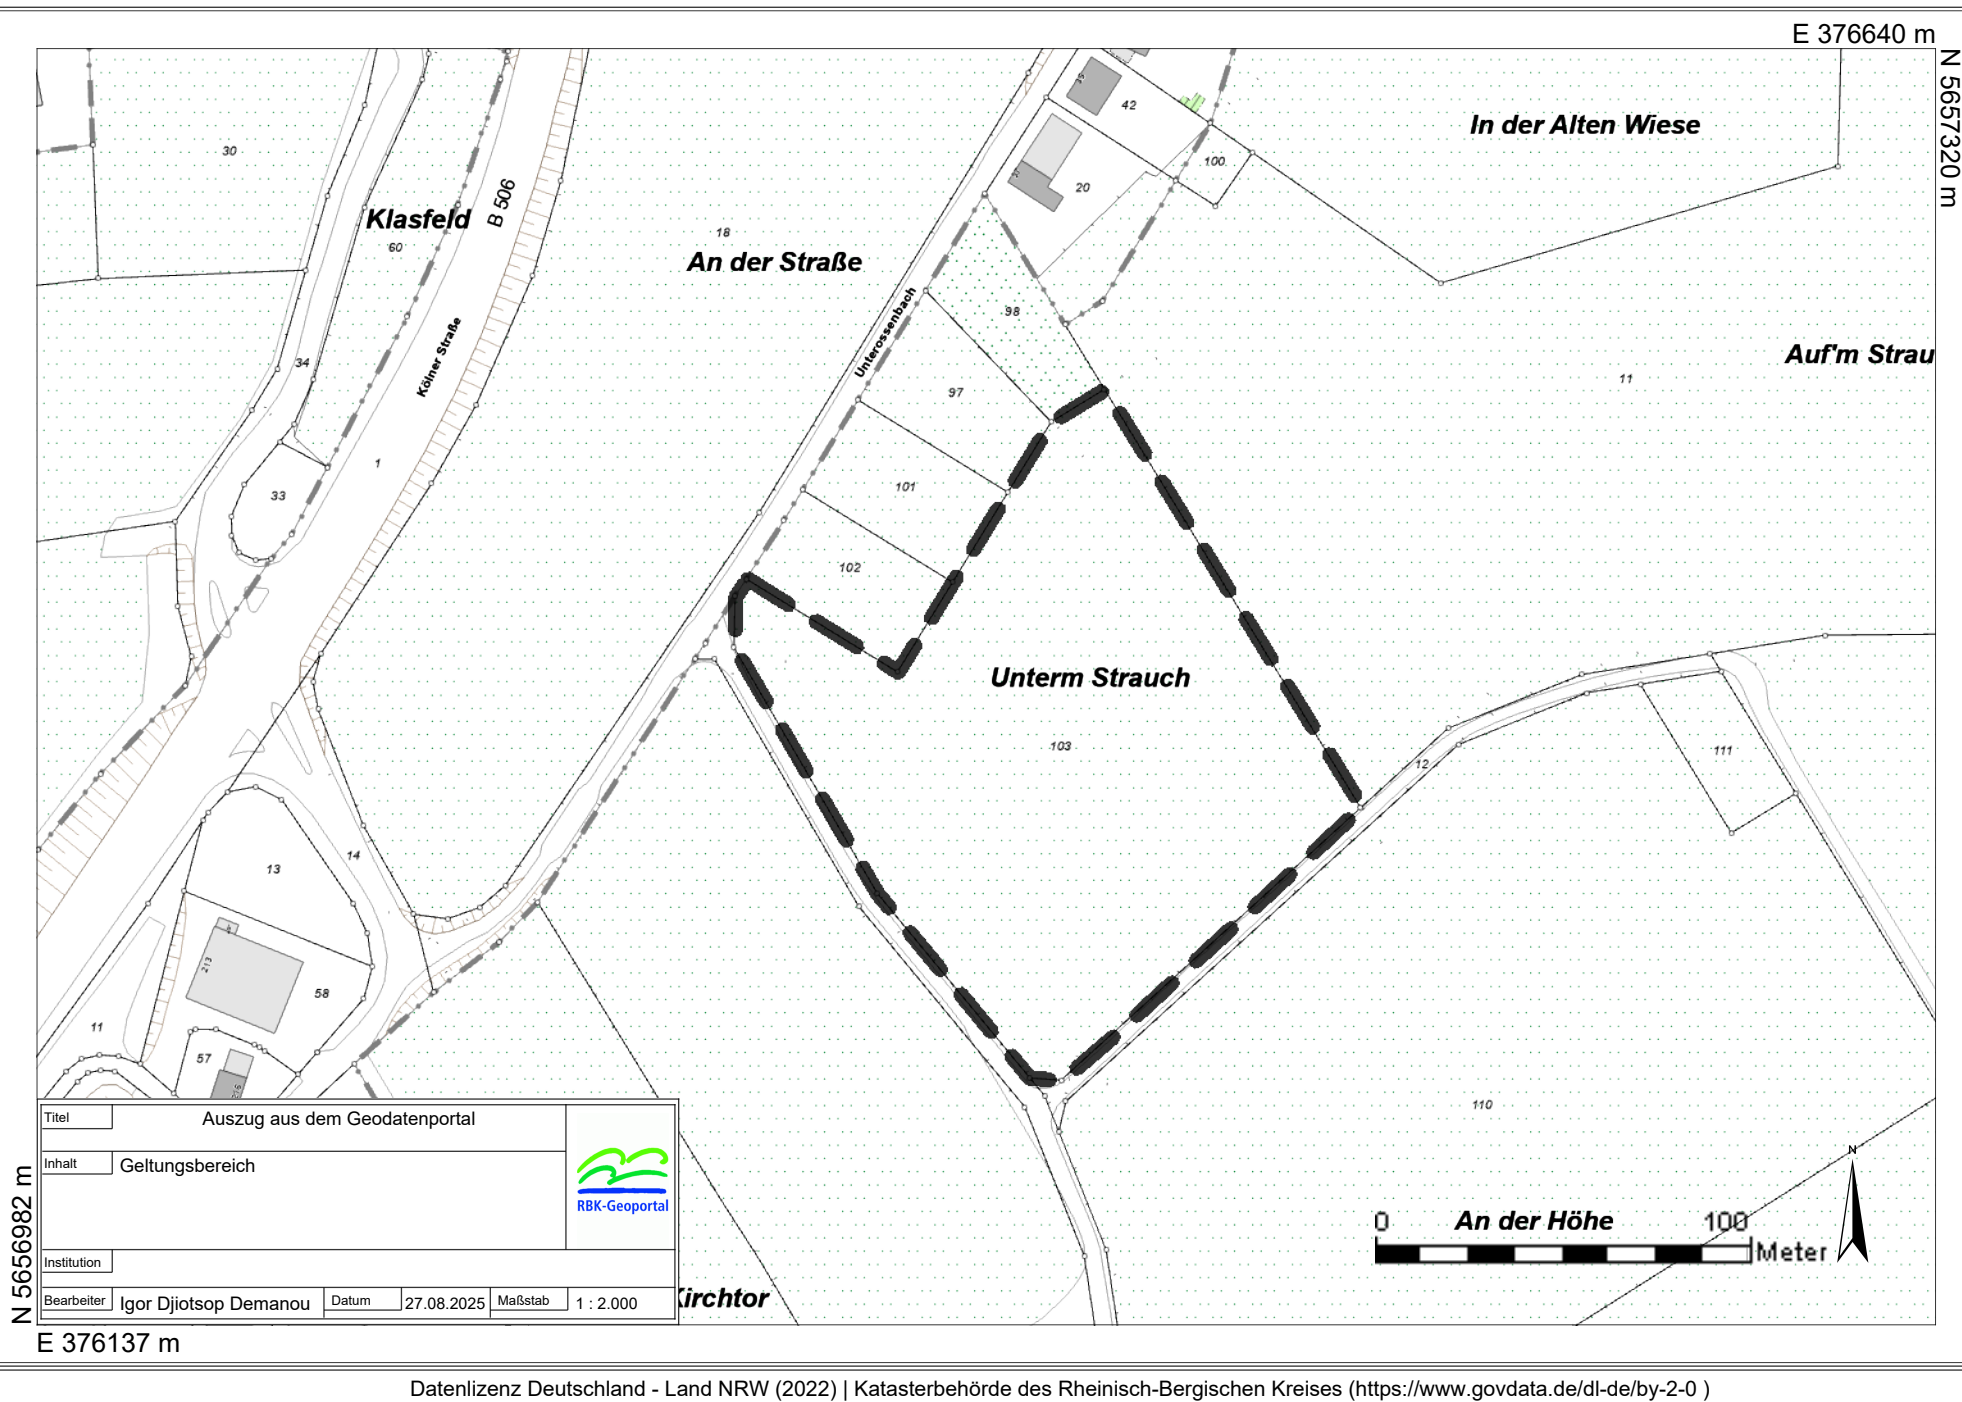 E 376640 m
N 5657320 m
In der Alten Wiese
35
42
30
100
37
20
B 506
Klasfeld
60
18
An der Straße
98
Unterossenbach
Kölner Straße
34
Auf'm Strau
11
97
1
101
33
102
Unterm Strauch
103
111
12
14
13
213
58
11
57
216
110
Titel
Auszug aus dem Geodatenportal
Inhalt
Geltungsbereich
RBK-Geoportal
Institution
Bearbeiter
Igor Djiotsop Demanou
Datum
27.08.2025
Maßstab
1 : 2.000
N
0
An der Höhe
100
Meter
Kirchtor
N 5656982 m
E 376137 m
Datenlizenz Deutschland - Land NRW (2022) | Katasterbehörde des Rheinisch-Bergischen Kreises (https://www.govdata.de/dl-de/by-2-0 )